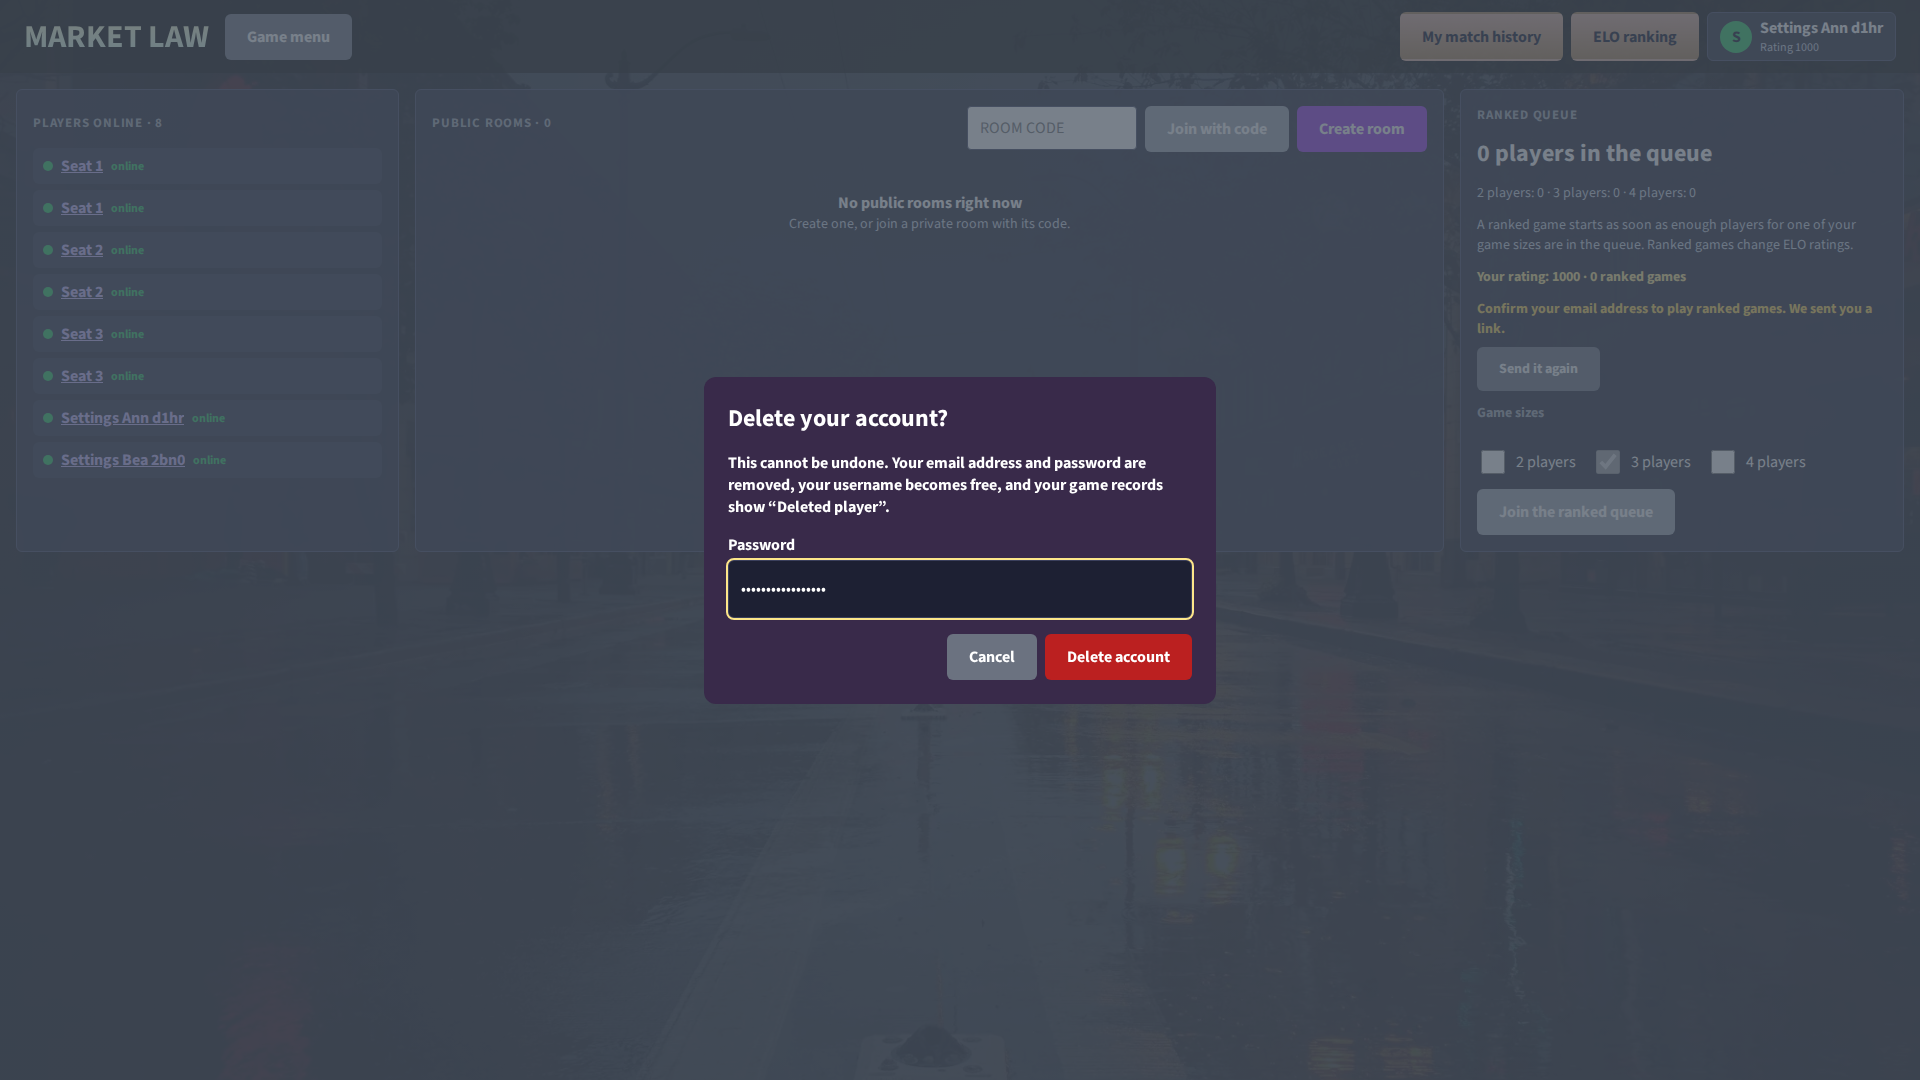 MARKET LAW
Game menu
My match history
ELO ranking
S
Settings Ann d1hr
Rating 1000
PLAYERS ONLINE · 8
Seat 1 online
Seat 1 online
Seat 2 online
Seat 2 online
Seat 3 online
Seat 3 online
Settings Ann d1hr online
Settings Bea 2bn0 online
PUBLIC ROOMS · 0
ROOM CODE
Join with code
Create room
No public rooms right now
Create one, or join a private room with its code.
RANKED QUEUE
0 players in the queue
2 players: 0 · 3 players: 0 · 4 players: 0
A ranked game starts as soon as enough players for one of your
game sizes are in the queue. Ranked games change ELO ratings.
Your rating: 1000 · 0 ranked games
Confirm your email address to play ranked games. We sent you a
link.
Send it again
Game sizes
2 players
3 players
4 players
Join the ranked queue
Delete your account?
This cannot be undone. Your email address and password are
removed, your username becomes free, and your game records
show “Deleted player”.
Password
•••••••••••••••••
Cancel
Delete account